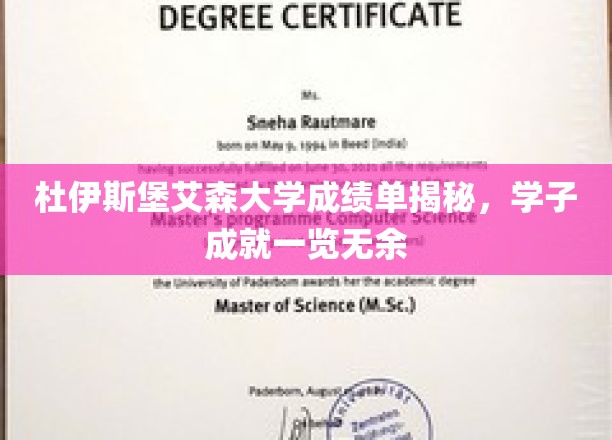 DEGREE CERTIFICATE
Ms.
Sneha Rautmare
born on May 9, 1994 in Beed (India)
having successfully fulfilled on June 30, 2021 all the requirements
杜伊斯堡艾森大学成绩单揭秘，学子
Master's programme Computer Science
成就一览无余
the University of Paderborn awards her the academic degree
Master of Science (M.Sc.)
Paderborn, August
Zentrales